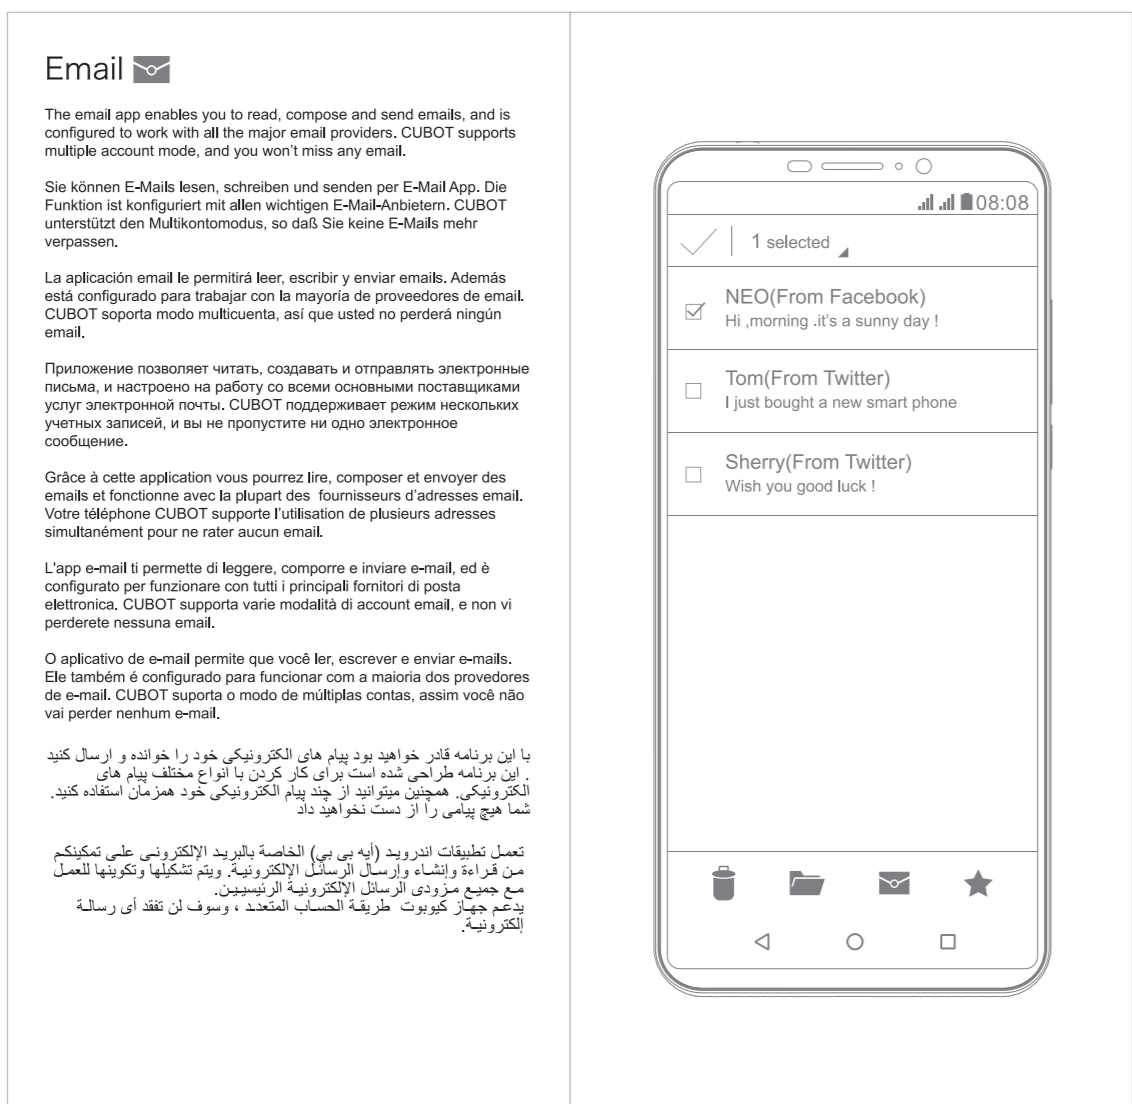 Email
The email app enables you to read, compose and send emails, and is
configured to work with all the major email providers. CUBOT supports
multiple account mode, and you won’t miss any email.
Sie können E-Mails lesen, schreiben und senden per E-Mail App. Die
Funktion ist konfiguriert mit allen wichtigen E-Mail-Anbietern. CUBOT
unterstützt den Multikontomodus, so daß Sie keine E-Mails mehr
verpassen.
La aplicación email le permitirá leer, escribir y enviar emails. Además
está configurado para trabajar con la mayoría de proveedores de email.
CUBOT soporta modo multicuenta, así que usted no perderá ningún
email.
Приложение позволяет читать, создавать и отправлять электронные
письма, и настроено на работу со всеми основными поставщиками
услуг электронной почты. CUBOT поддерживает режим нескольких
учетных записей, и вы не пропустите ни одно электронное
сообщение.
Grâce à cette application vous pourrez lire, composer et envoyer des
emails et fonctionne avec la plupart des  fournisseurs d’adresses email.
Votre téléphone CUBOT supporte l’utilisation de plusieurs adresses
simultanément pour ne rater aucun email.
L'app e-mail ti permette di leggere, comporre e inviare e-mail, ed è
configurato per funzionare con tutti i principali fornitori di posta
elettronica. CUBOT supporta varie modalità di account email, e non vi
perderete nessuna email.
O aplicativo de e-mail permite que você ler, escrever e enviar e-mails.
Ele também é configurado para funcionar com a maioria dos provedores
de e-mail. CUBOT suporta o modo de múltiplas contas, assim você não
vai perder nenhum e-mail.
با این برنامه قادر خواهید بود پیام های الکترونیکی خود را خوانده و ارسال کنید
. این برنامه طراحی شده است برای کار کردن با انواع مختلف پیام های
الکترونیکی. همچنین میتوانید از چند پیام الکترونیکی خود همزمان استفاده کنید.
شما هیچ پیامی را از دست نخواهید داد
تعمل تطبيقات اندرويد (أيه بى بي) الخاصة بالبريد الإلكترونى على تمكينكم
من قراءة وإنشاء وإرسال الرسائل الإلكترونية. ويتم تشكيلها وتكوينها للعمل
مع جميع مزودى الرسائل الإلكترونية الرئيسيين.
يدعم جهاز كيوبوت  طريقة الحساب المتعدد ، وسوف لن تفقد أى رسالة
إلكترونية.
08:08
1 selected
NEO(From Facebook)
Hi ,morning .it’s a sunny day !
Tom(From Twitter)
I just bought a new smart phone
Sherry(From Twitter)
Wish you good luck !